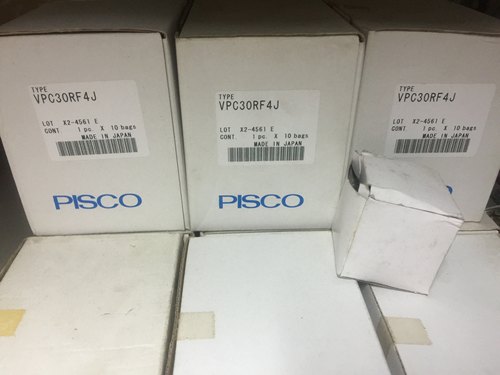 TYPE
VPC30RF4J
LOT X2-4561 E
CONT 1 pc. X 10 bags
MADE IN JAPAN
PISCO
TYPE
VPC30RF4J
LOT X2-4561 E
CONT 1 pc. X 10 bags
MADE IN JAPAN
PISCO
TYPE
VPC30RF4J
LOT X2-4561 E
CONT 1 pc. X 10 bags
MADE IN JAPAN
PISCO